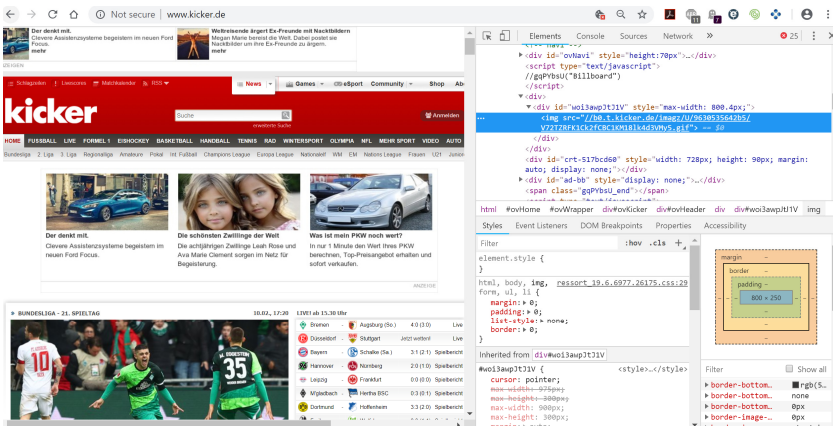 Not secure | www.kicker.de
Der denkt mit.
Clevere Assistenzsysteme begeistern im neuen Ford Focus.
mehr
Weltreisende ärgert Ex-Freunde mit Nacktbildern
Megan Marie bereist die Welt. Dabei postet sie Nacktbilder um ihre Ex-Freunde zu ärgern.
mehr
ANZEIGEN
Schlagzeilen Livescores Matchkalender RSS News Games eSport Community Shop Abo
kicker
Suche
erweiterte Suche
Anmelden
HOME FUSSBALL LIVE FORMEL 1 EISHOCKEY BASKETBALL HANDBALL TENNIS RAD WINTERSPORT OLYMPIA NFL MEHR SPORT VIDEO AUTO
Bundesliga 2. Liga 3. Liga Regionalliga Amateure Pokal Int. Fußball Champions League Europa League Nationalelf WM EM Nations League Frauen U21 Junioren
Der denkt mit.
Clevere Assistenzsysteme begeistern im
neuen Ford Focus.
Die schönsten Zwillinge der Welt
Die achtjährigen Zwillinge Leah Rose und
Ava Marie Clement sorgen im Netz für
Begeisterung.
Was ist mein PKW noch wert?
In nur 1 Minute den Wert Ihres PKW
berechnen, Top-Preisangebot erhalten und
sofort verkaufen.
ANZEIGE
BUNDESLIGA - 21. SPIELTAG 10.02., 17:20
10
35
LIVE! ab 15.30 Uhr
Bremen - Augsburg (So.) 4:0 (3:0) Live
Düsseldorf - Stuttgart Jetzt wetten! Live
Bayern - Schalke (Sa.) 3:1 (2:1) Spielbericht
Hannover - Nürnberg 2:0 (1:0) Spielbericht
Leipzig - Frankfurt 0:0 (0:0) Spielbericht
M'gladbach - Hertha BSC 0:3 (0:1) Spielbericht
Dortmund - Hoffenheim 3:3 (2:0) Spielbericht
Elements Console Sources Network » 25
<div id="ovNavi" style="height:70px">…</div>
<script type="text/javascript">
//gqPYbsU("Billboard")
</script>
<div>
<div id="woi3awpJtJ1V" style="max-width: 800.4px;">
<img src="//b0.t.kicker.de/imagz/U/9630535642b5/
V72TZRFK1Ck2fCBC1KM18lk4d3VMy5.gif"> == $0
</div>
</div>
<div id="crt-517bcd60" style="width: 728px; height: 90px; margin:
auto; display: none;"></div>
<div id="ad-bb" style="display: none;">…</div>
<span class="gqPYbsU_end"></span>
html #ovHome #ovWrapper div#ovKicker div#ovHeader div div#woi3awpJtJ1V img
Styles Event Listeners DOM Breakpoints Properties Accessibility
Filter :hov .cls +
element.style {
}
html, body, img, ressort_19.6.6977.26175.css:29
form, ul, li {
margin: 0;
padding: 0;
list-style: none;
border: 0;
}
Inherited from div#woi3awpJtJ1V
#woi3awpJtJ1V { <style>…</style>
cursor: pointer;
max-width: 975px;
max-height: 300px;
max-width: 900px;
max-height: 300px;
margin -
border -
padding -
800 × 250
-
Filter Show all
border-bottom… rgb(5…
border-bottom… none
border-bottom… 0px
border-image-… 0px